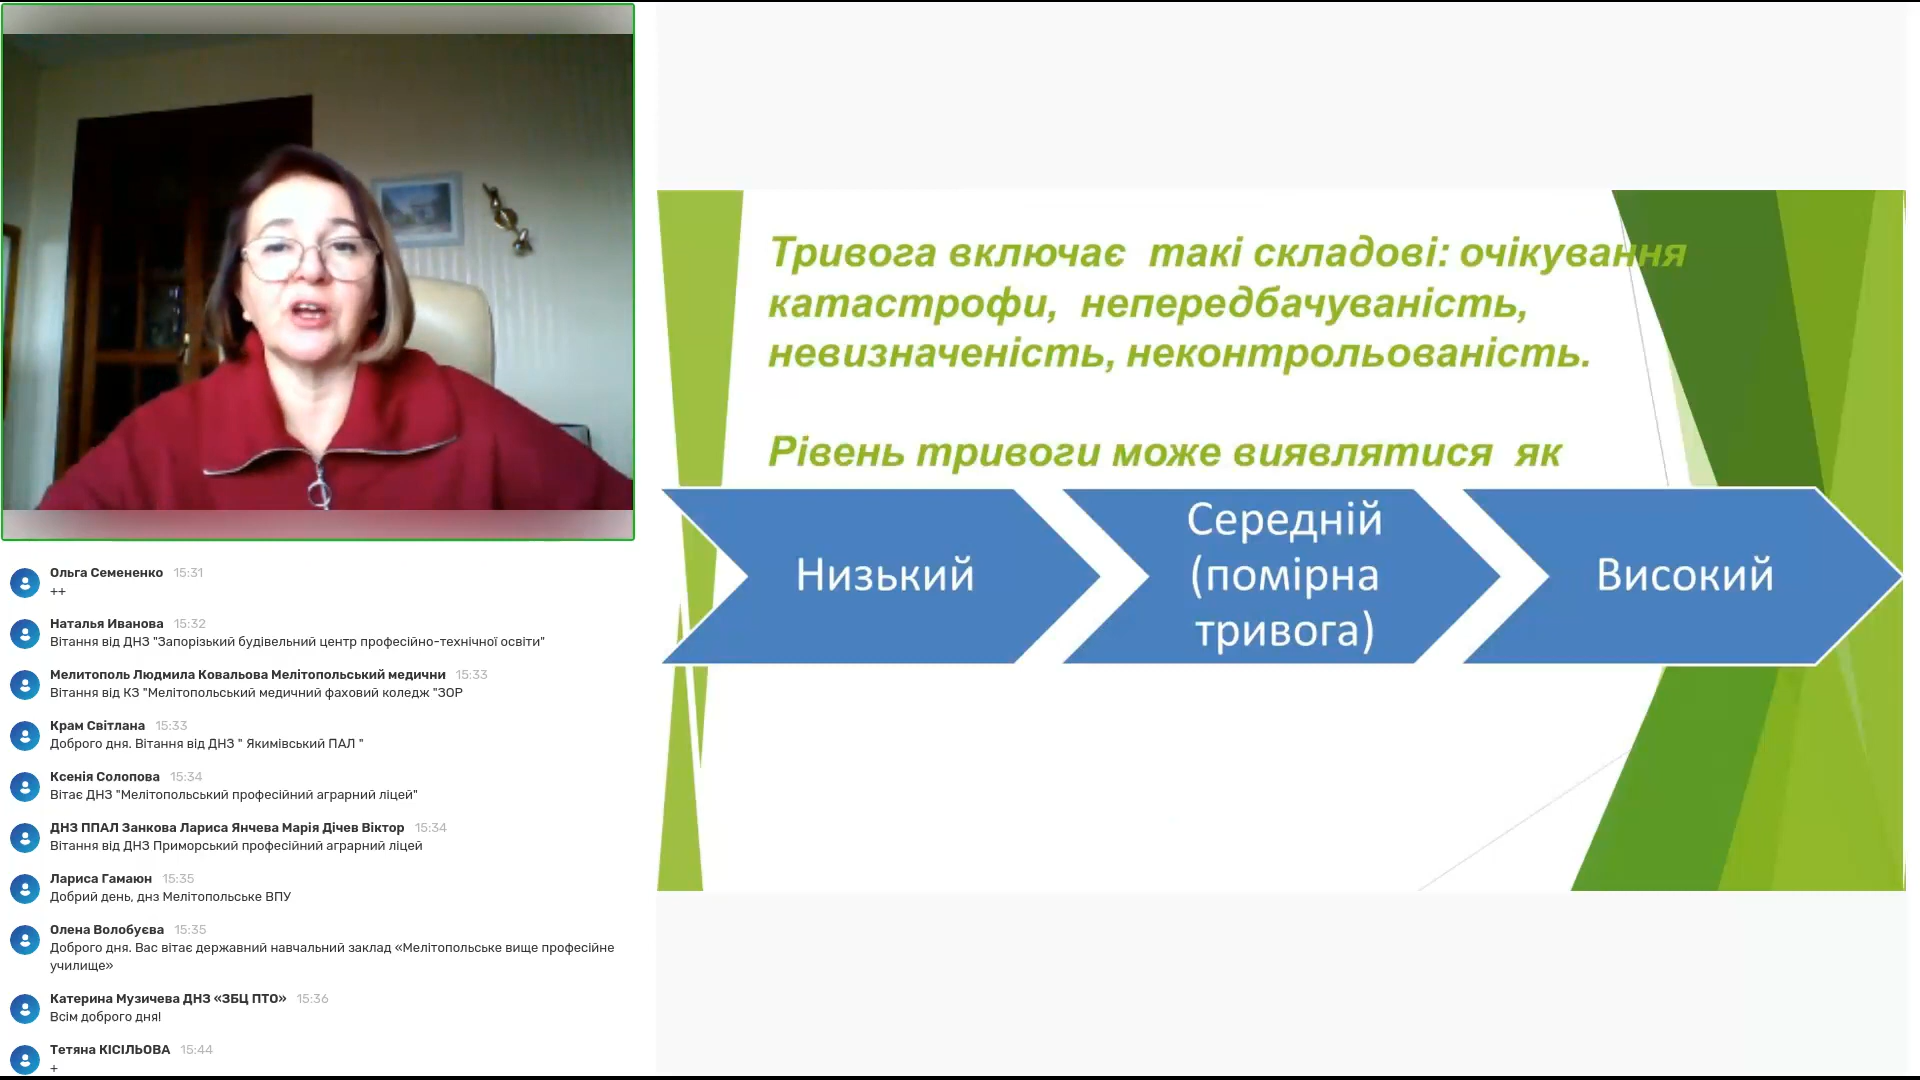 Тривога включає такі складові: очікування
катастрофи, непередбачуваність,
невизначеність, неконтрольованість.
Рівень тривоги може виявлятися як
Низький
Середній
(помірна
тривога)
Високий
Ольга Семененко 15:31
++
Наталья Иванова 15:32
Вітання від ДНЗ "Запорізький будівельний центр професійно-технічної освіти"
Мелитополь Людмила Ковальова Мелітопольський медични 15:33
Вітання від КЗ "Мелітопольський медичний фаховий коледж "ЗОР
Крам Світлана 15:33
Доброго дня. Вітання від ДНЗ " Якимівський ПАЛ "
Ксенія Солопова 15:34
Вітає ДНЗ "Мелітопольський професійний аграрний ліцей"
ДНЗ ППАЛ Занкова Лариса Янчева Марія Дічев Віктор 15:34
Вітання від ДНЗ Приморський професійний аграрний ліцей
Лариса Гамаюн 15:35
Добрий день, днз Мелітопольське ВПУ
Олена Волобуєва 15:35
Доброго дня. Вас вітає державний навчальний заклад «Мелітопольське вище професійне
училище»
Катерина Музичева ДНЗ «ЗБЦ ПТО» 15:36
Всім доброго дня!
Тетяна КІСІЛЬОВА 15:44
+